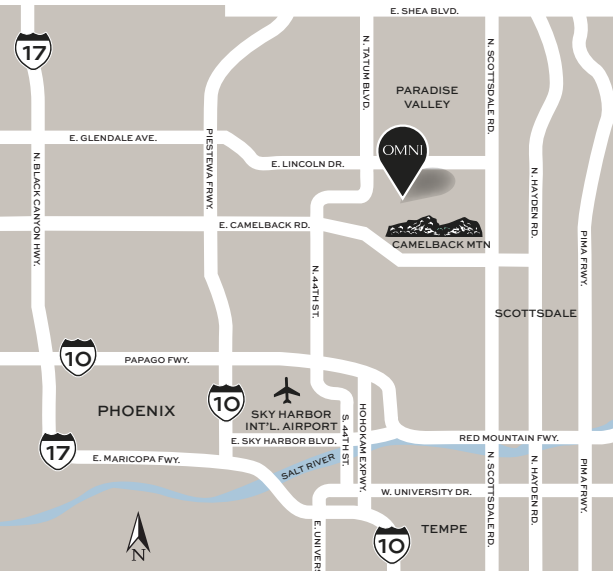 E. SHEA BLVD.
17
N. TATUM BLVD.
N. SCOTTSDALE RD.
PARADISE
VALLEY
E. GLENDALE AVE.
PIESTEWA FRWY.
E. LINCOLN DR.
OMNI
N. BLACK CANYON HWY.
N. HAYDEN RD.
E. CAMELBACK RD.
CAMELBACK MTN
PIMA FRWY.
N. 44TH ST.
SCOTTSDALE
10
PAPAGO FWY.
PHOENIX
10
SKY HARBOR
INT'L. AIRPORT
E. SKY HARBOR BLVD.
S. 44TH ST.
HOHOKAM EXPWY.
RED MOUNTAIN FWY.
17
E. MARICOPA FWY.
SALT RIVER
N. SCOTTSDALE RD.
N. HAYDEN RD.
PIMA FRWY.
W. UNIVERSITY DR.
N
E. UNIVERS
10
TEMPE